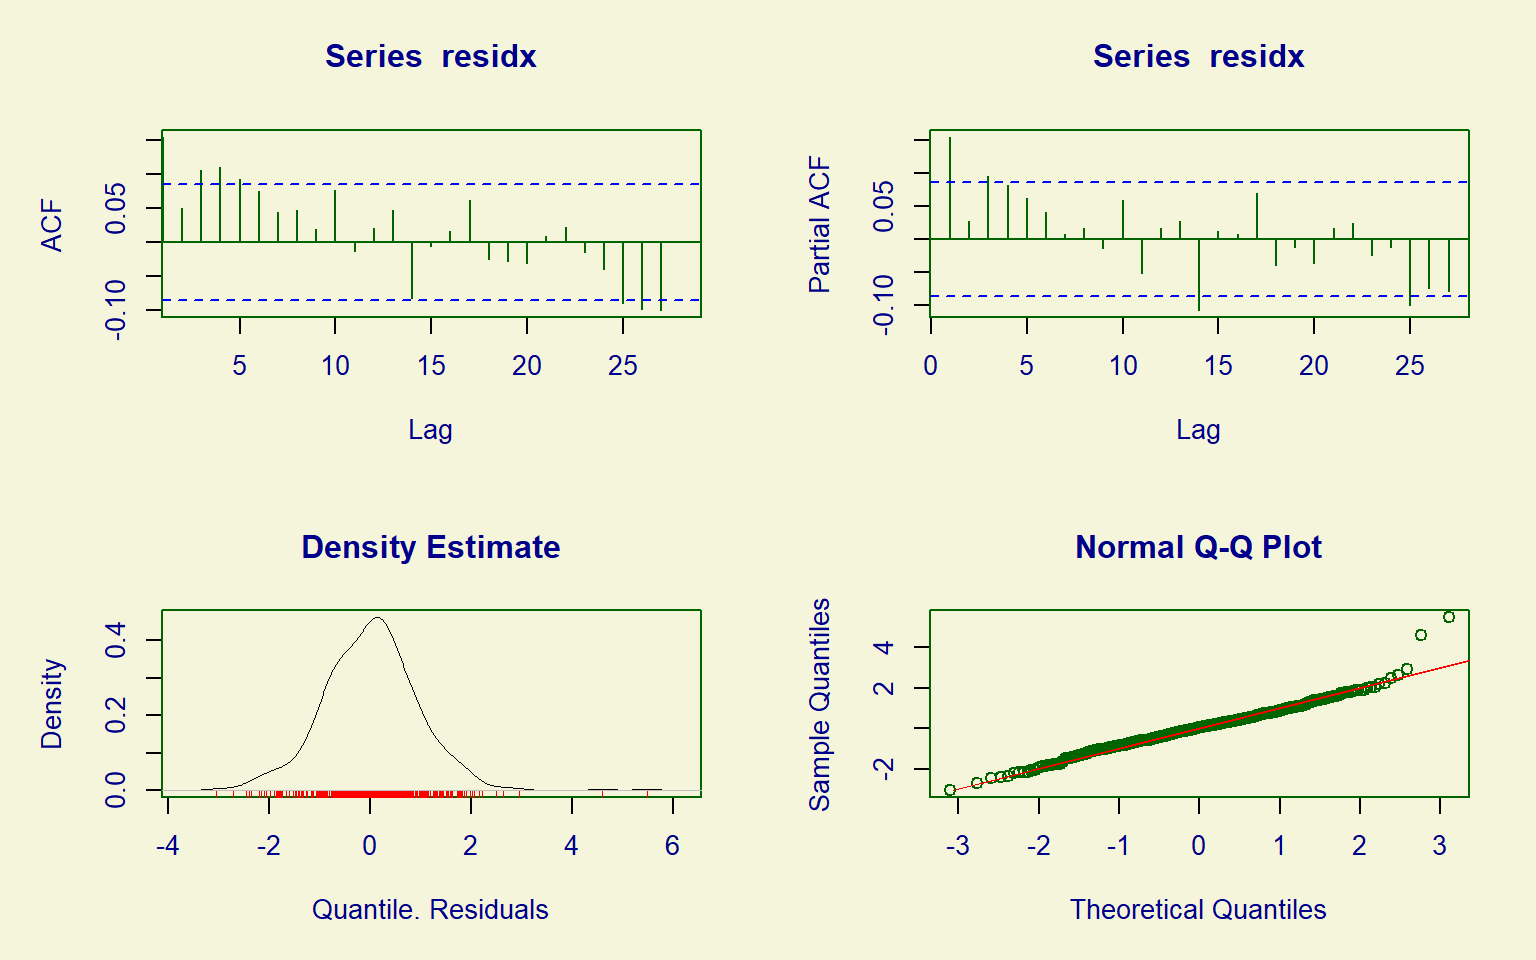 Series  residx
ACF
0.05
-0.10
5 10 15 20 25
Lag
Series  residx
Partial ACF
0.05
-0.10
0 5 10 15 20 25
Lag
Density Estimate
Density
0.4
0.2
0.0
-4 -2 0 2 4 6
Quantile. Residuals
Normal Q-Q Plot
Sample Quantiles
4
2
-2
-3 -2 -1 0 1 2 3
Theoretical Quantiles